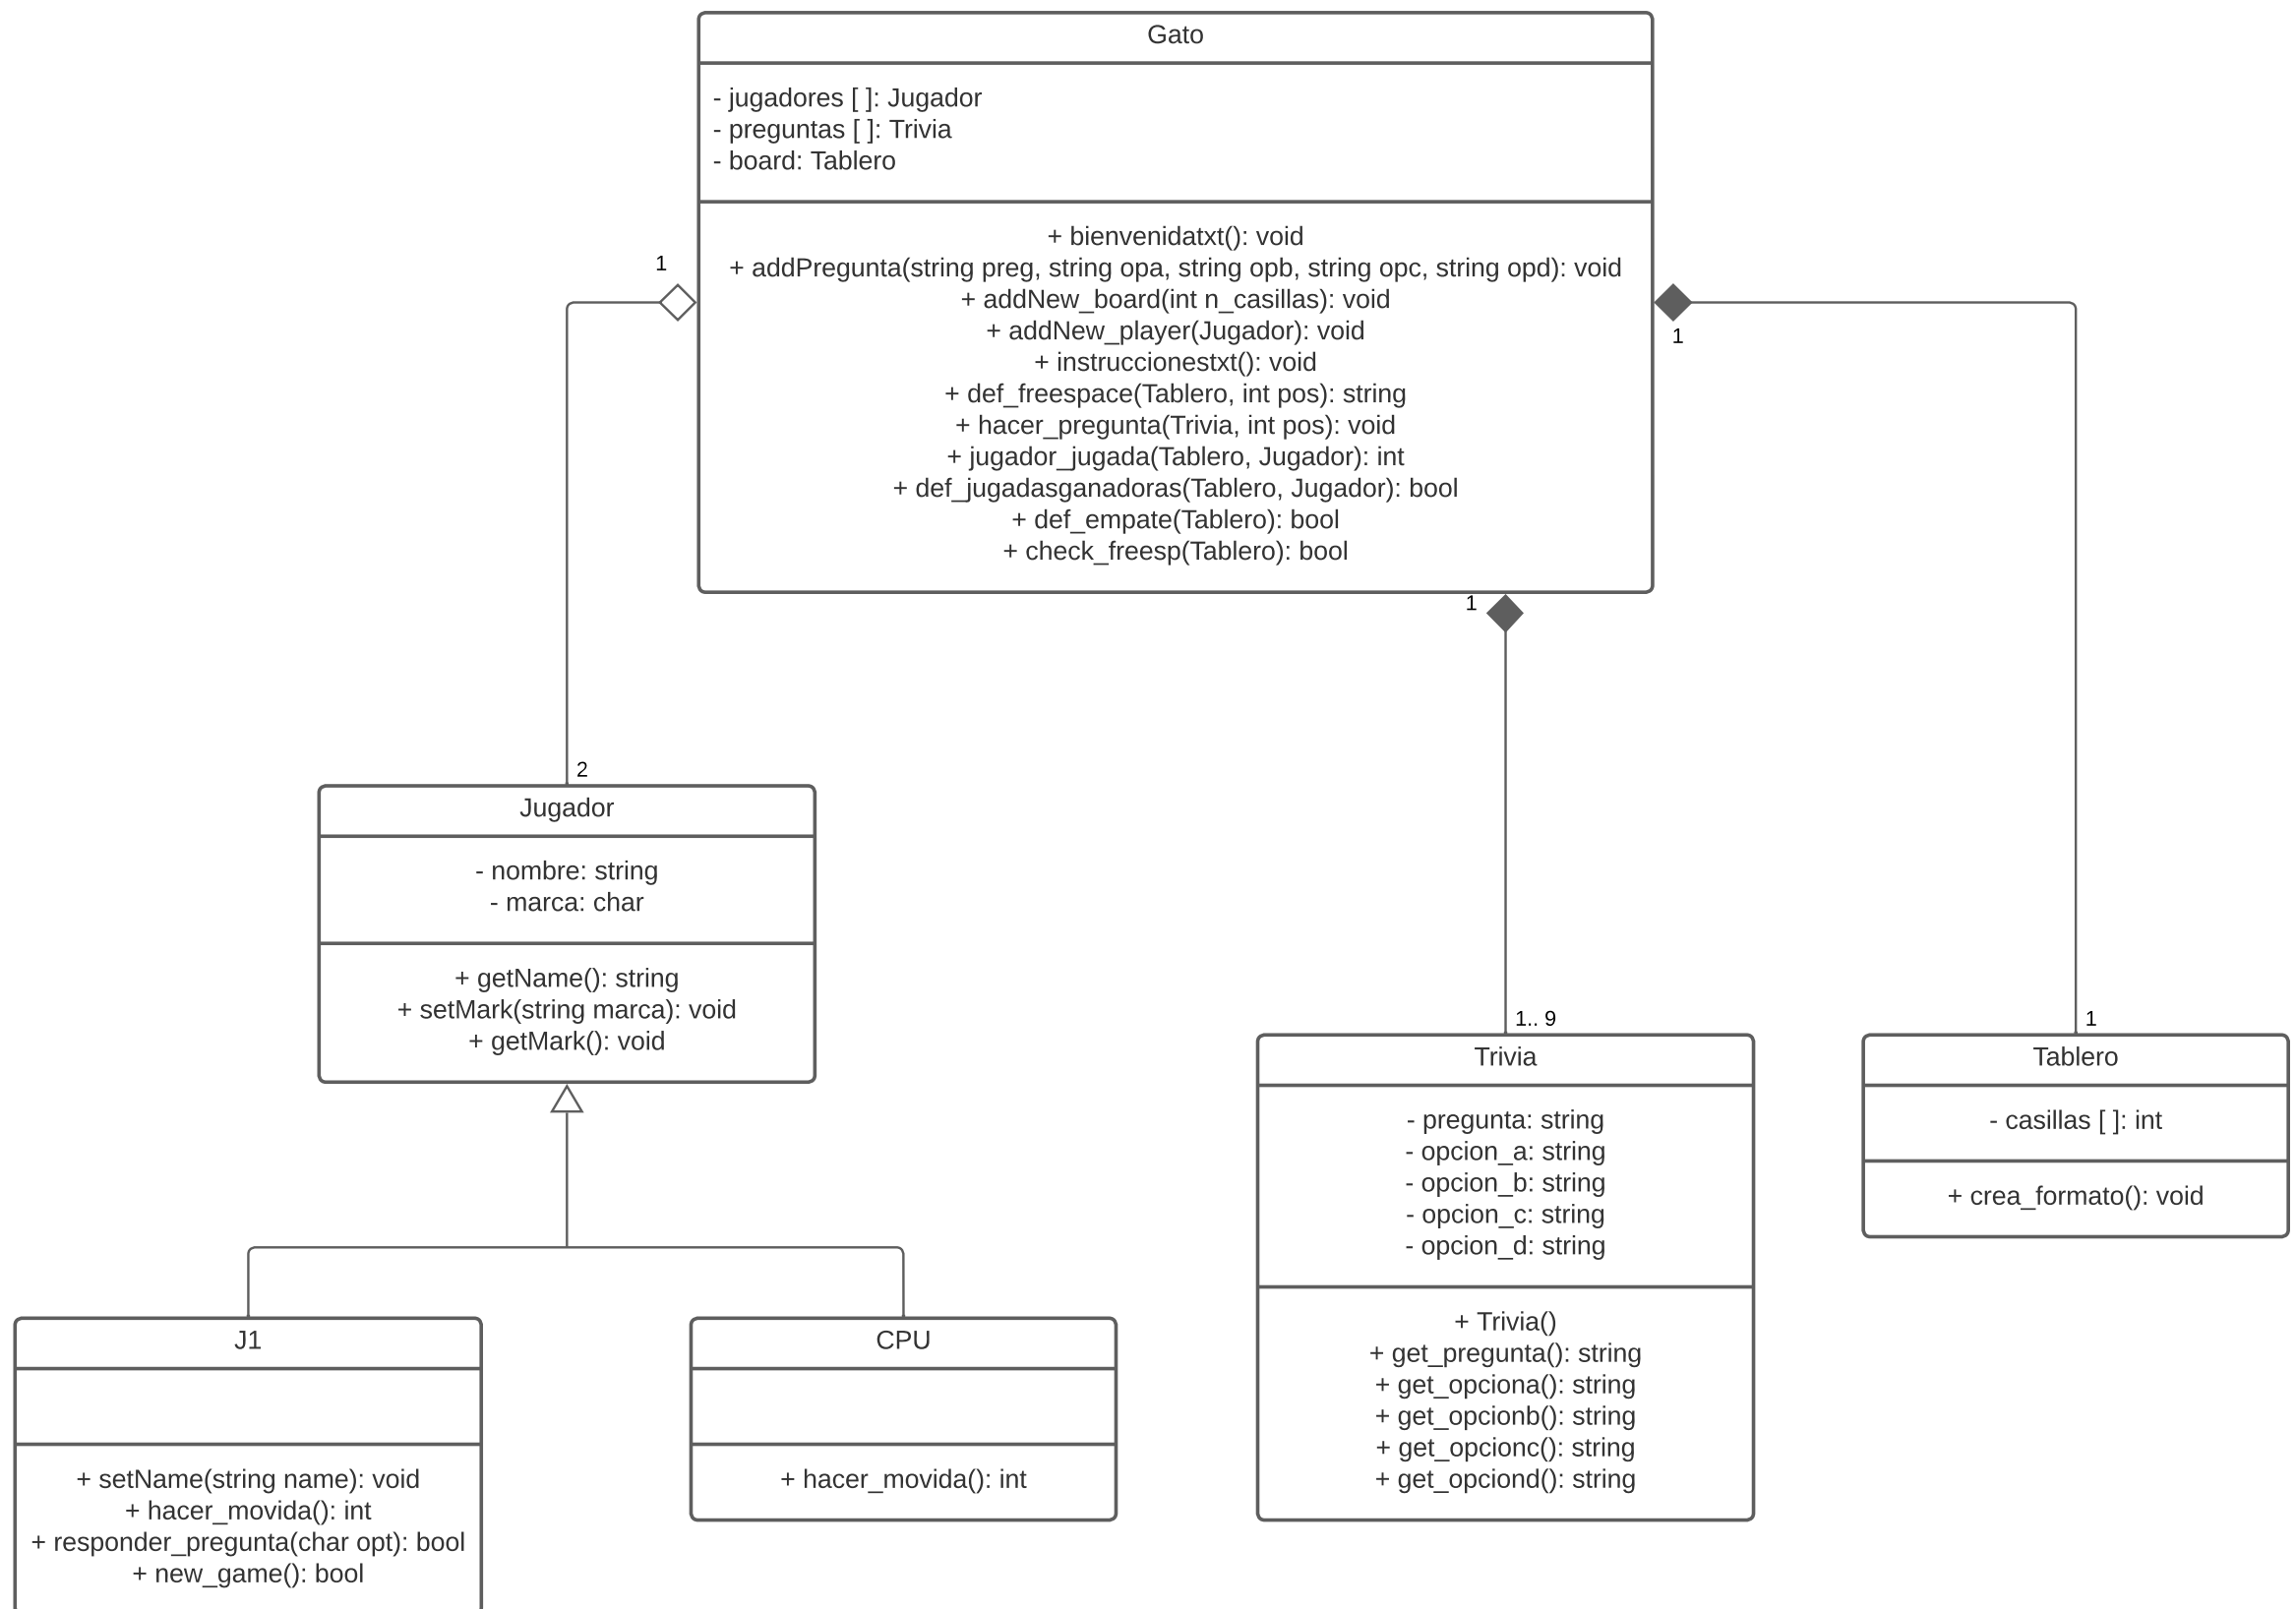 Gato
- jugadores [ ]: Jugador
- preguntas [ ]: Trivia
- board: Tablero
+ bienvenidatxt(): void
+ addPregunta(string preg, string opa, string opb, string opc, string opd): void
+ addNew_board(int n_casillas): void
+ addNew_player(Jugador): void
+ instruccionestxt(): void
+ def_freespace(Tablero, int pos): string
+ hacer_pregunta(Trivia, int pos): void
+ jugador_jugada(Tablero, Jugador): int
+ def_jugadasganadoras(Tablero, Jugador): bool
+ def_empate(Tablero): bool
+ check_freesp(Tablero): bool
1
1
1
2
Jugador
- nombre: string
- marca: char
+ getName(): string
+ setMark(string marca): void
+ getMark(): void
1.. 9
Trivia
- pregunta: string
- opcion_a: string
- opcion_b: string
- opcion_c: string
- opcion_d: string
+ Trivia()
+ get_pregunta(): string
+ get_opciona(): string
+ get_opcionb(): string
+ get_opcionc(): string
+ get_opciond(): string
1
Tablero
- casillas [ ]: int
+ crea_formato(): void
J1
+ setName(string name): void
+ hacer_movida(): int
+ responder_pregunta(char opt): bool
+ new_game(): bool
CPU
+ hacer_movida(): int